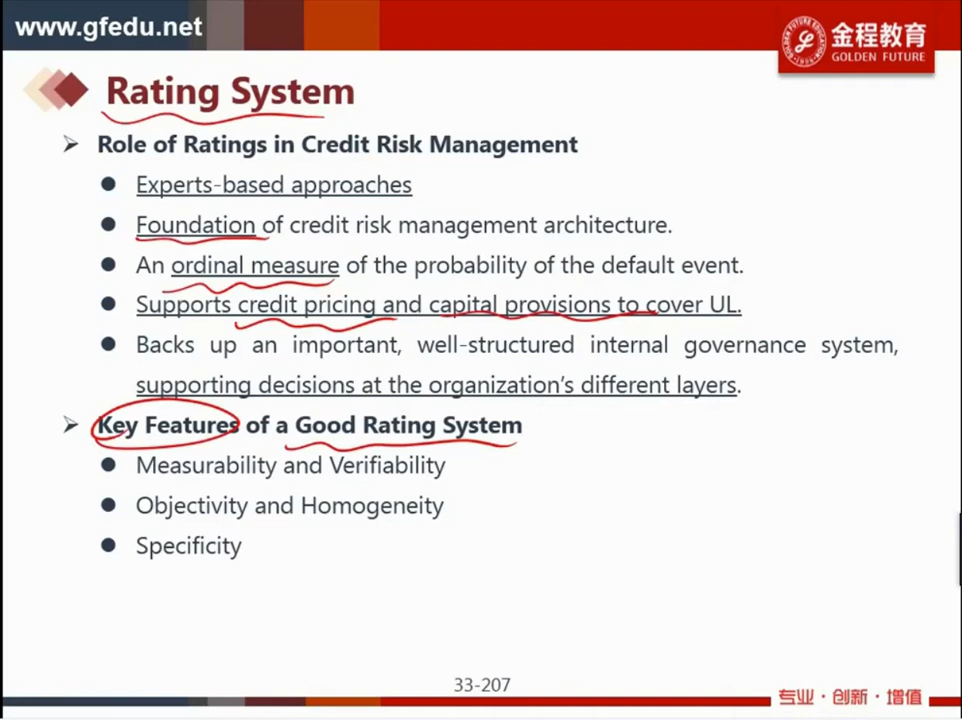 www.gfedu.net
金程教育
GOLDEN FUTURE
Rating System
Role of Ratings in Credit Risk Management
Experts-based approaches
Foundation of credit risk management architecture.
An ordinal measure of the probability of the default event.
Supports credit pricing and capital provisions to cover UL.
Backs up an important, well-structured internal governance system,
supporting decisions at the organization's different layers.
Key Features of a Good Rating System
Measurability and Verifiability
Objectivity and Homogeneity
Specificity
33-207
专业·创新·增值